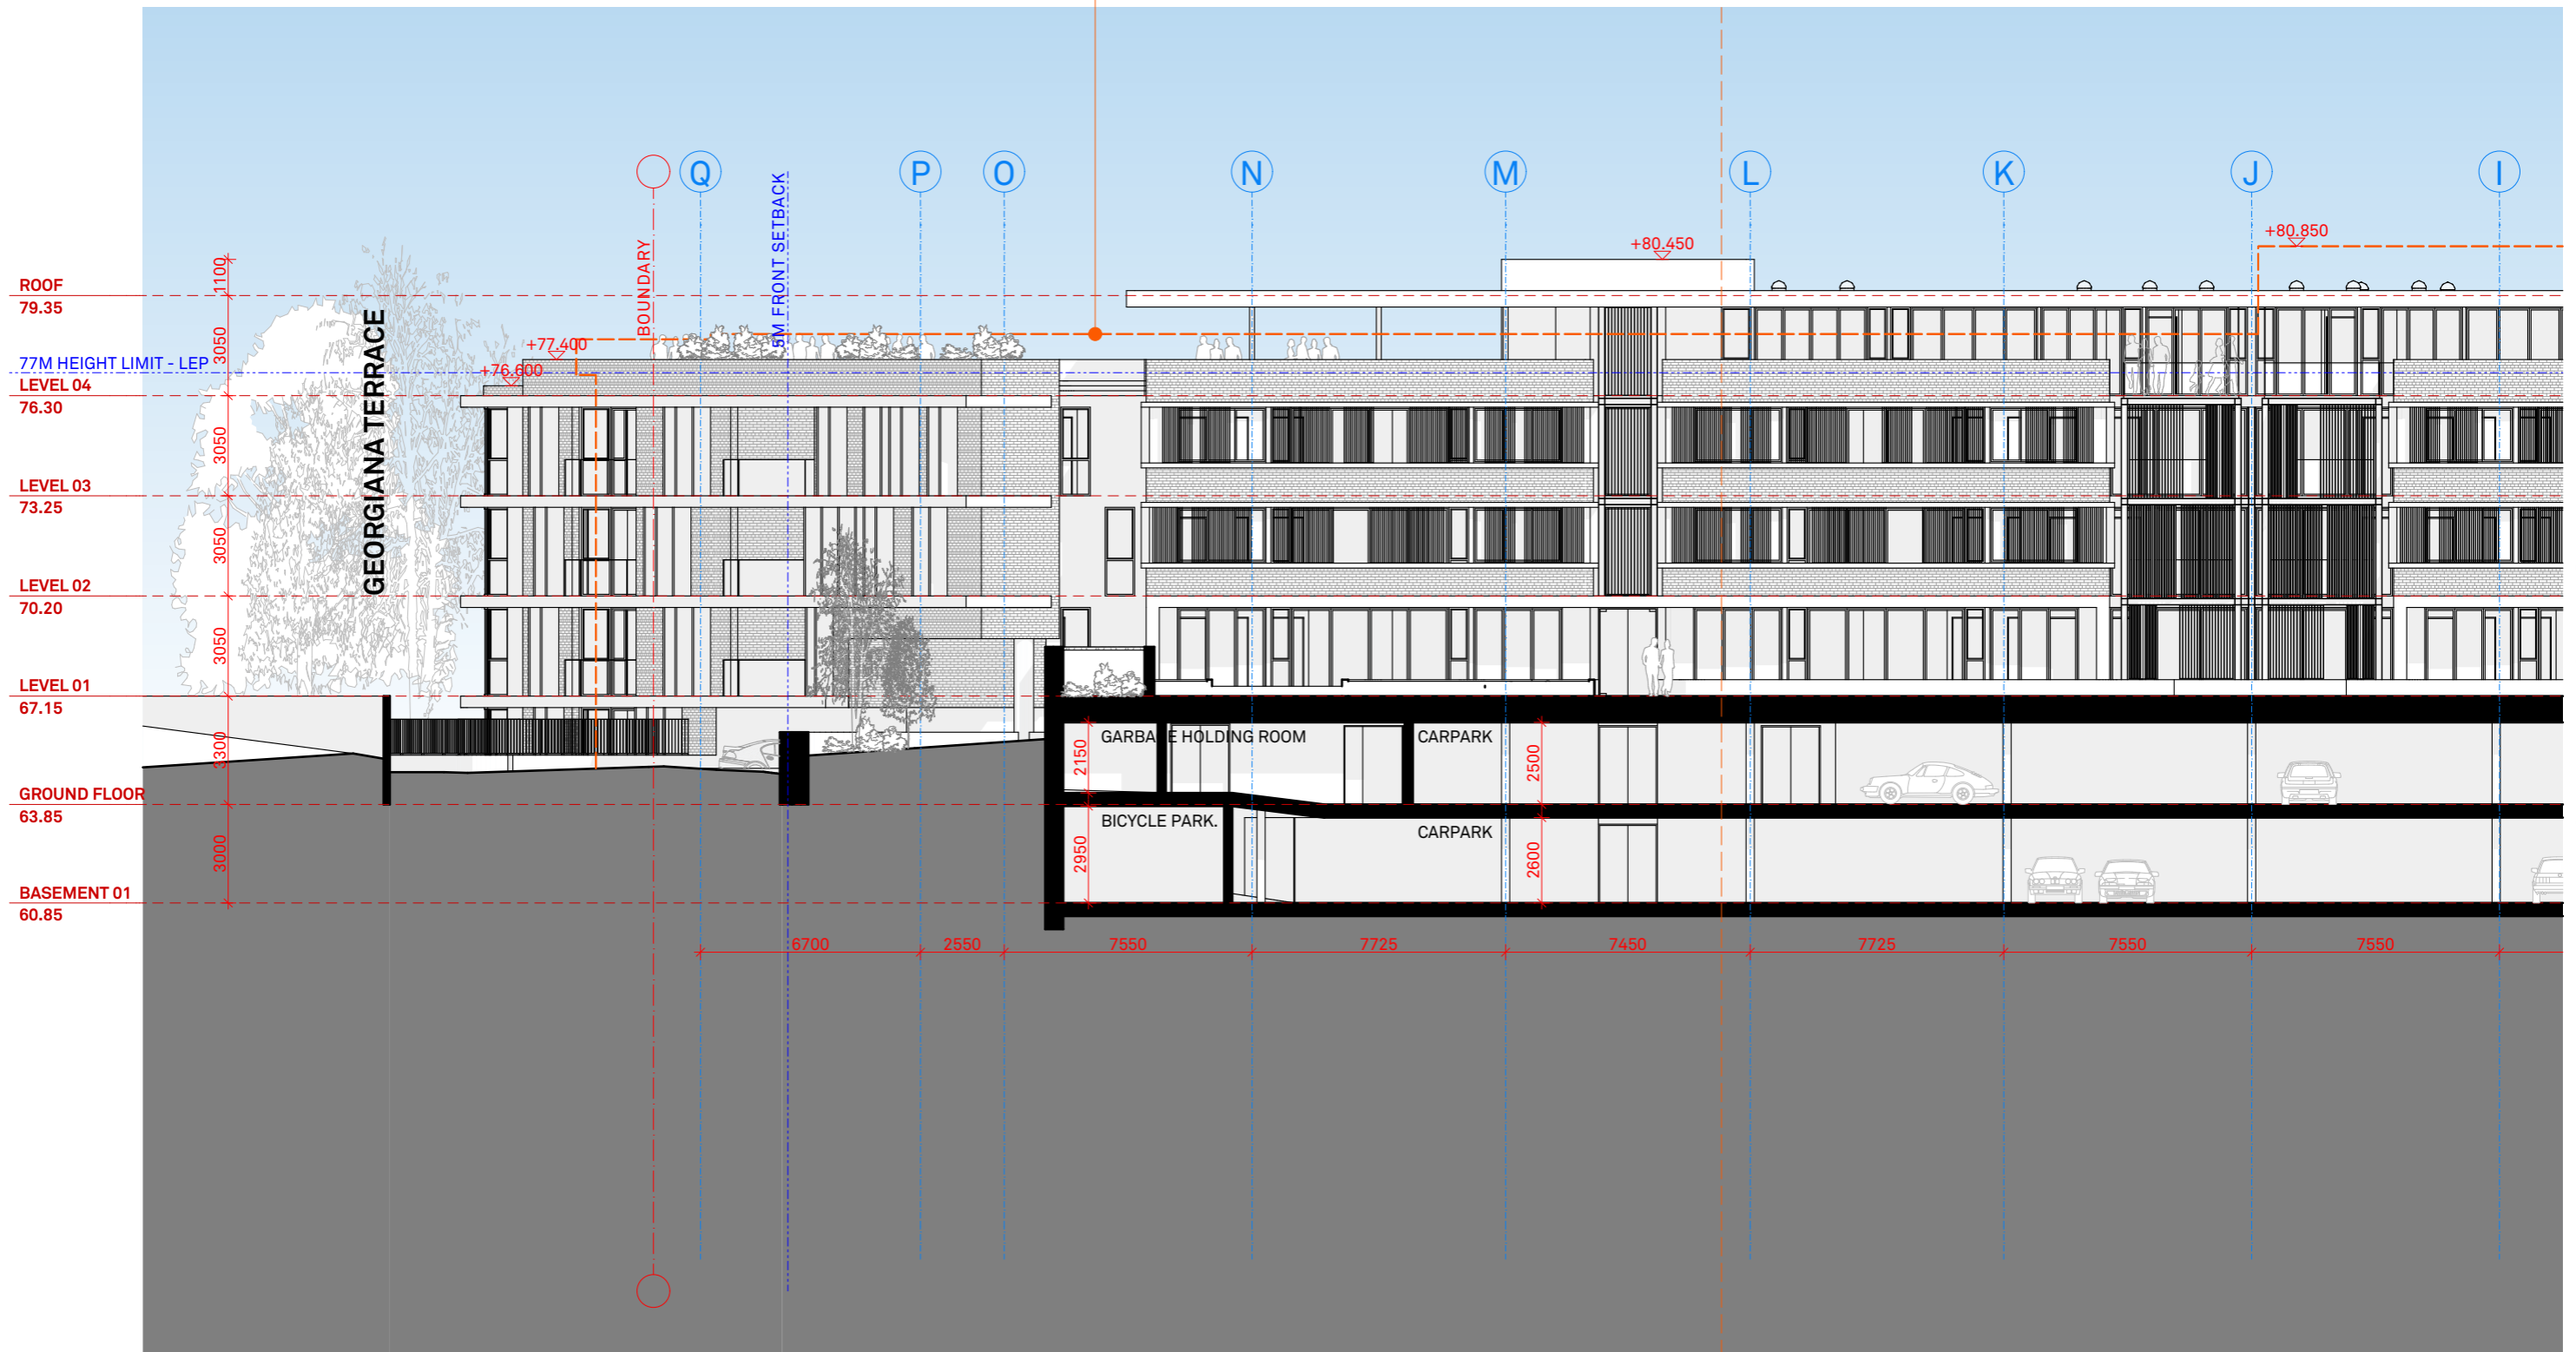 Q
P
O
N
M
L
K
J
I
BOUNDARY
5M FRONT SETBACK
+80.450
+80.850
+77.400
+76.600
ROOF
79.35
77M HEIGHT LIMIT - LEP
LEVEL 04
76.30
LEVEL 03
73.25
LEVEL 02
70.20
LEVEL 01
67.15
GROUND FLOOR
63.85
BASEMENT 01
60.85
1100
3050
3050
3050
3050
3300
3000
GEORGIANA TERRACE
GARBAGE HOLDING ROOM
CARPARK
2150
2500
BICYCLE PARK.
CARPARK
2950
2600
6700
2550
7550
7725
7450
7725
7550
7550